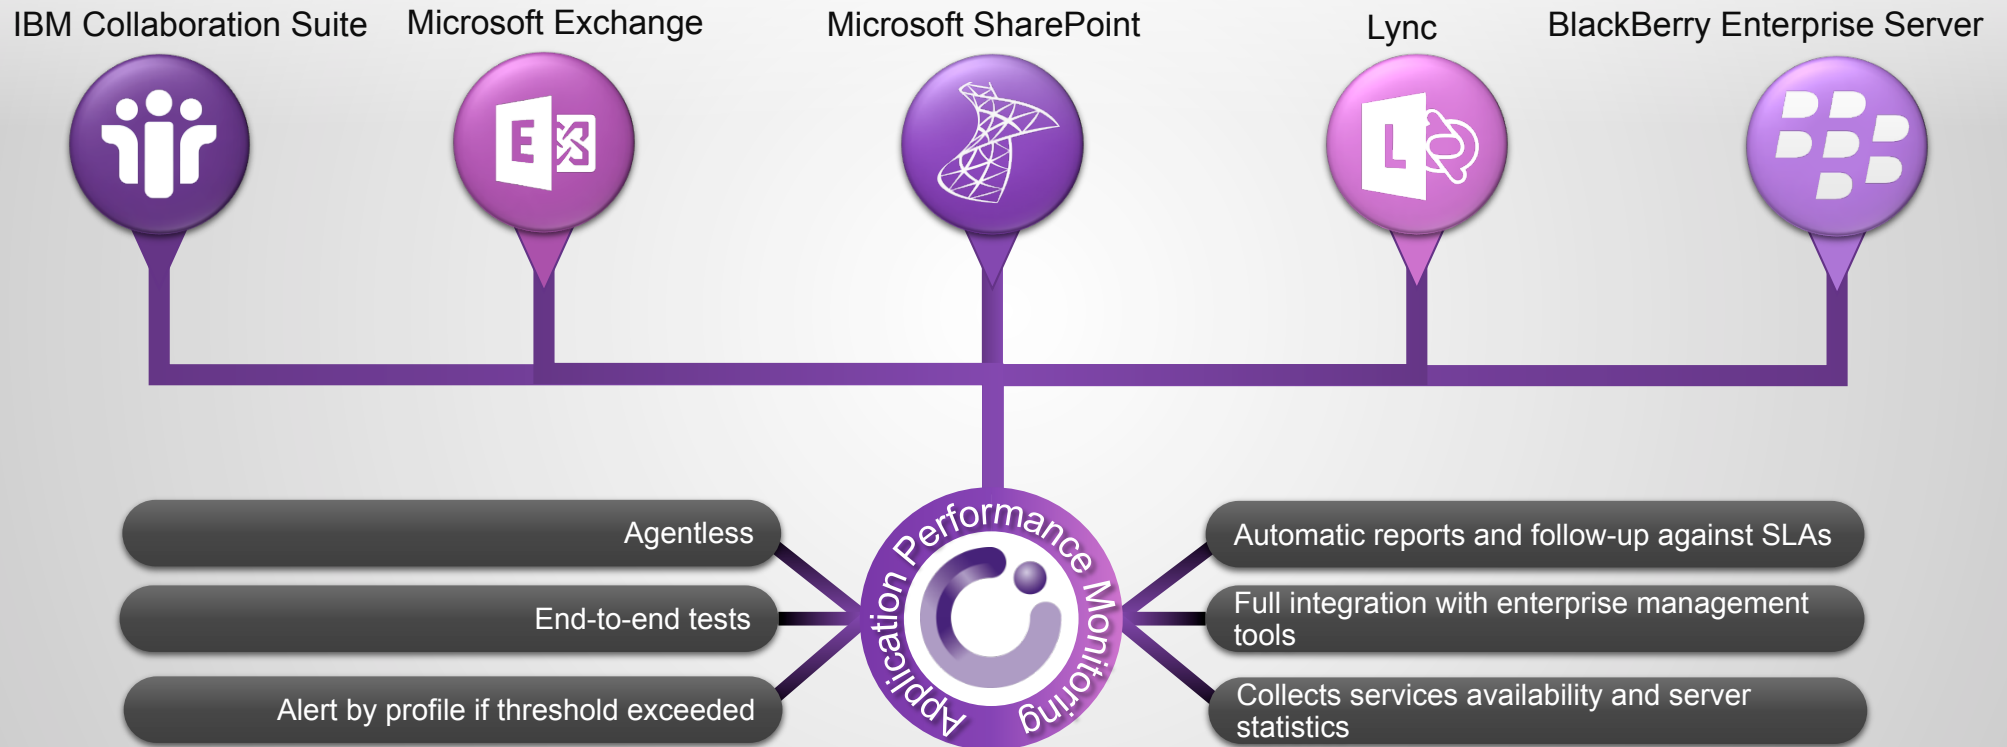 IBM Collaboration Suite
Microsoft Exchange
Microsoft SharePoint
Lync
BlackBerry Enterprise Server
E
L
Application Performance Monitoring
Agentless
End-to-end tests
Alert by profile if threshold exceeded
Automatic reports and follow-up against SLAs
Full integration with enterprise management
tools
Collects services availability and server
statistics